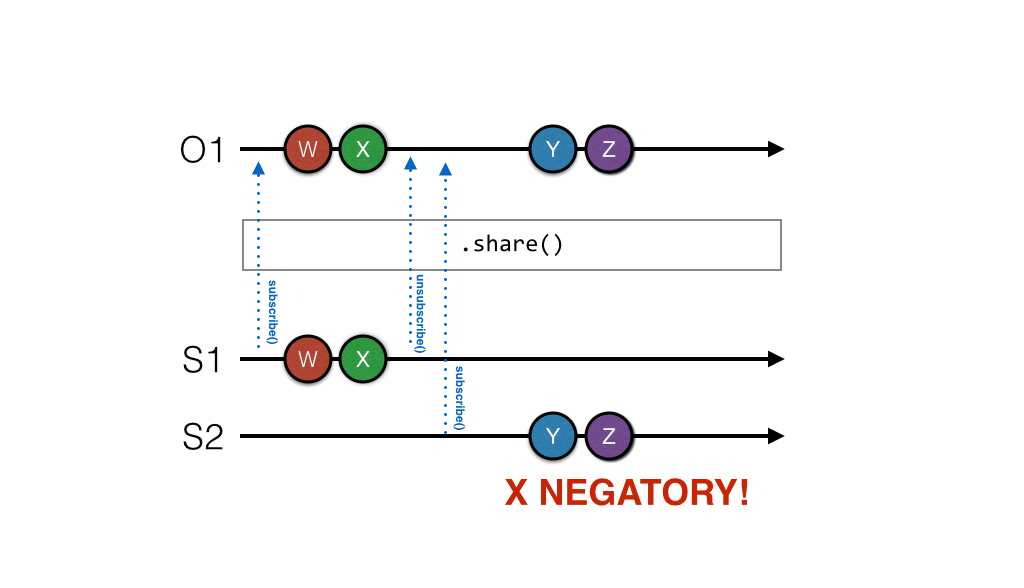 O1
W
X
Y
Z
.share()
subscribe()
unsubscribe()
S1
W
X
subscribe()
S2
Y
Z
X NEGATORY!